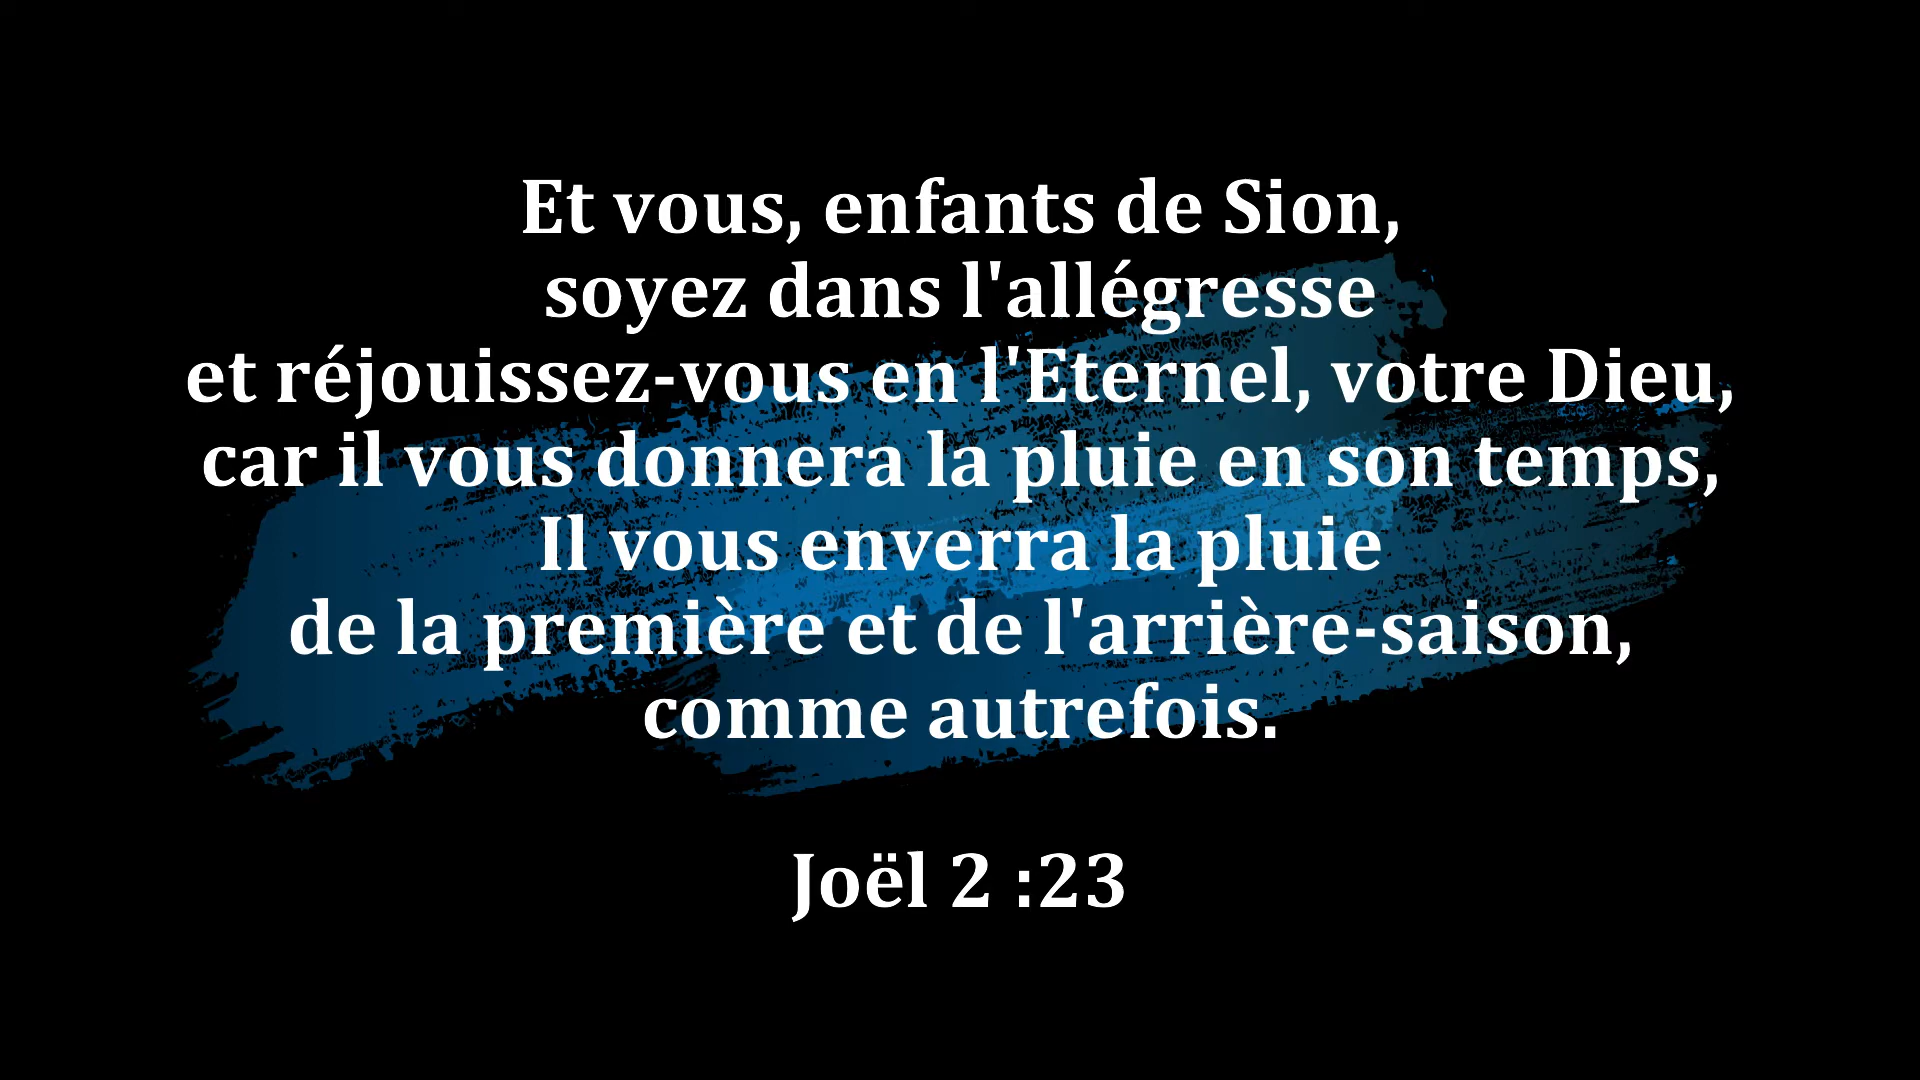 Et vous, enfants de Sion,
soyez dans l'allégresse
et réjouissez-vous en l'Eternel, votre Dieu,
car il vous donnera la pluie en son temps,
Il vous enverra la pluie
de la première et de l'arrière-saison,
comme autrefois.
Joël 2 :23